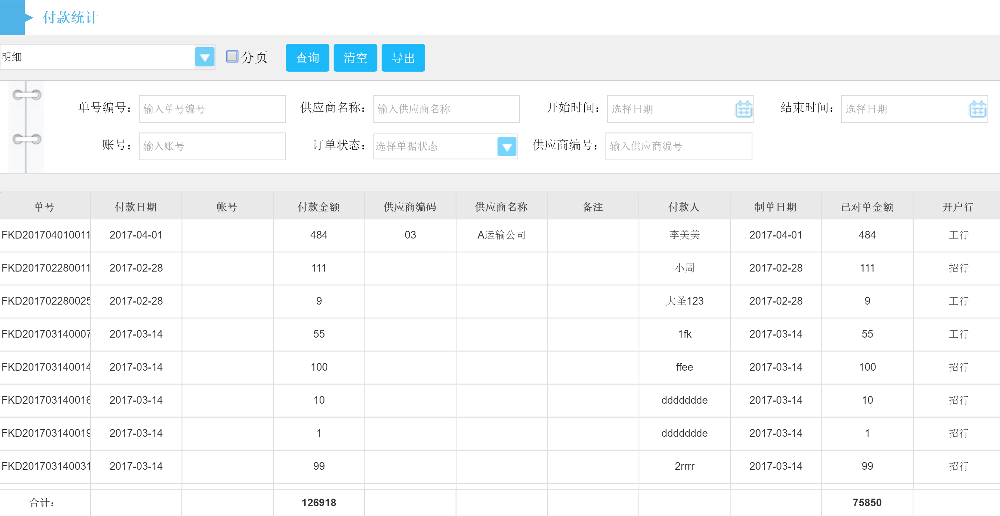 付款统计
明细 分页 查询 清空 导出
单号编号： 输入单号编号 供应商名称： 输入供应商名称 开始时间： 选择日期 结束时间： 选择日期
账号： 输入账号 订单状态： 选择单据状态 供应商编号： 输入供应商编号
单号 付款日期 帐号 付款金额 供应商编码 供应商名称 备注 付款人 制单日期 已对单金额 开户行
FKD201704010011 2017-04-01 484 03 A运输公司 李美美 2017-04-01 484 工行
FKD201702280011 2017-02-28 111 小周 2017-02-28 111 招行
FKD201702280025 2017-02-28 9 大圣123 2017-02-28 9 工行
FKD201703140007 2017-03-14 55 1fk 2017-03-14 55 工行
FKD201703140014 2017-03-14 100 ffee 2017-03-14 100 招行
FKD201703140016 2017-03-14 10 ddddddde 2017-03-14 10 招行
FKD201703140019 2017-03-14 1 ddddddde 2017-03-14 1 招行
FKD201703140031 2017-03-14 99 2rrrr 2017-03-14 99 招行
合计： 126918 75850